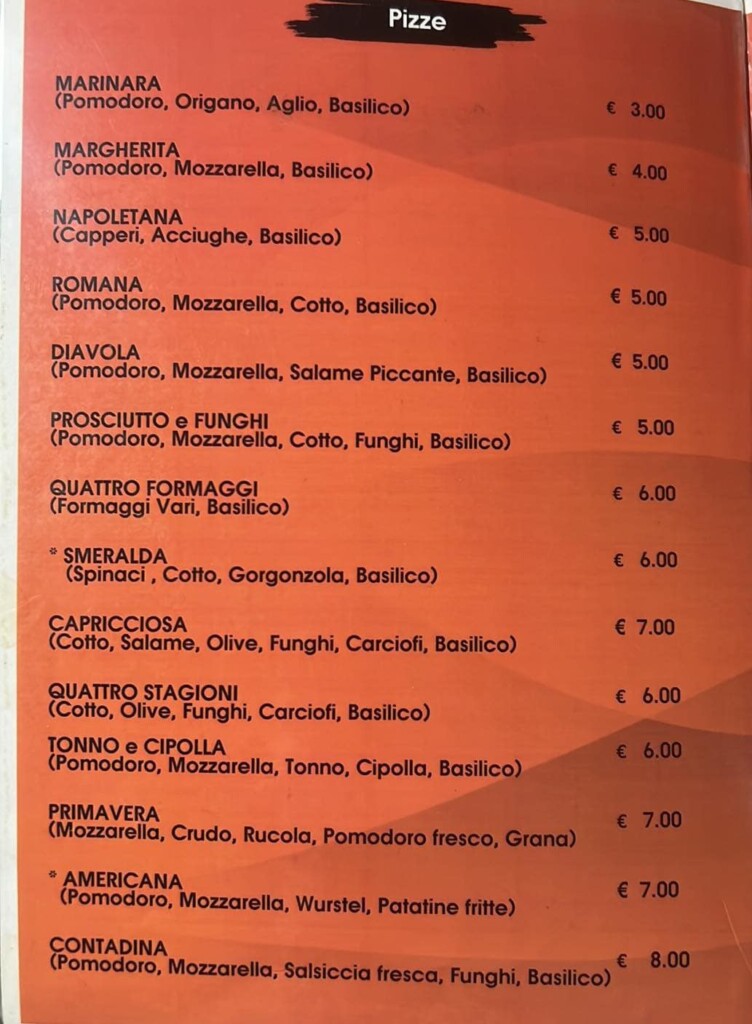 Pizze
MARINARA
(Pomodoro, Origano, Aglio, Basilico) € 3.00
MARGHERITA
(Pomodoro, Mozzarella, Basilico) € 4.00
NAPOLETANA
(Capperi, Acciughe, Basilico) € 5.00
ROMANA
(Pomodoro, Mozzarella, Cotto, Basilico) € 5.00
DIAVOLA
(Pomodoro, Mozzarella, Salame Piccante, Basilico) € 5.00
PROSCIUTTO e FUNGHI
(Pomodoro, Mozzarella, Cotto, Funghi, Basilico) € 5.00
QUATTRO FORMAGGI
(Formaggi Vari, Basilico) € 6.00
* SMERALDA
(Spinaci , Cotto, Gorgonzola, Basilico) € 6.00
CAPRICCIOSA
(Cotto, Salame, Olive, Funghi, Carciofi, Basilico) € 7.00
QUATTRO STAGIONI
(Cotto, Olive, Funghi, Carciofi, Basilico) € 6.00
TONNO e CIPOLLA
(Pomodoro, Mozzarella, Tonno, Cipolla, Basilico) € 6.00
PRIMAVERA
(Mozzarella, Crudo, Rucola, Pomodoro fresco, Grana) € 7.00
* AMERICANA
(Pomodoro, Mozzarella, Wurstel, Patatine fritte) € 7.00
CONTADINA
(Pomodoro, Mozzarella, Salsiccia fresca, Funghi, Basilico) € 8.00